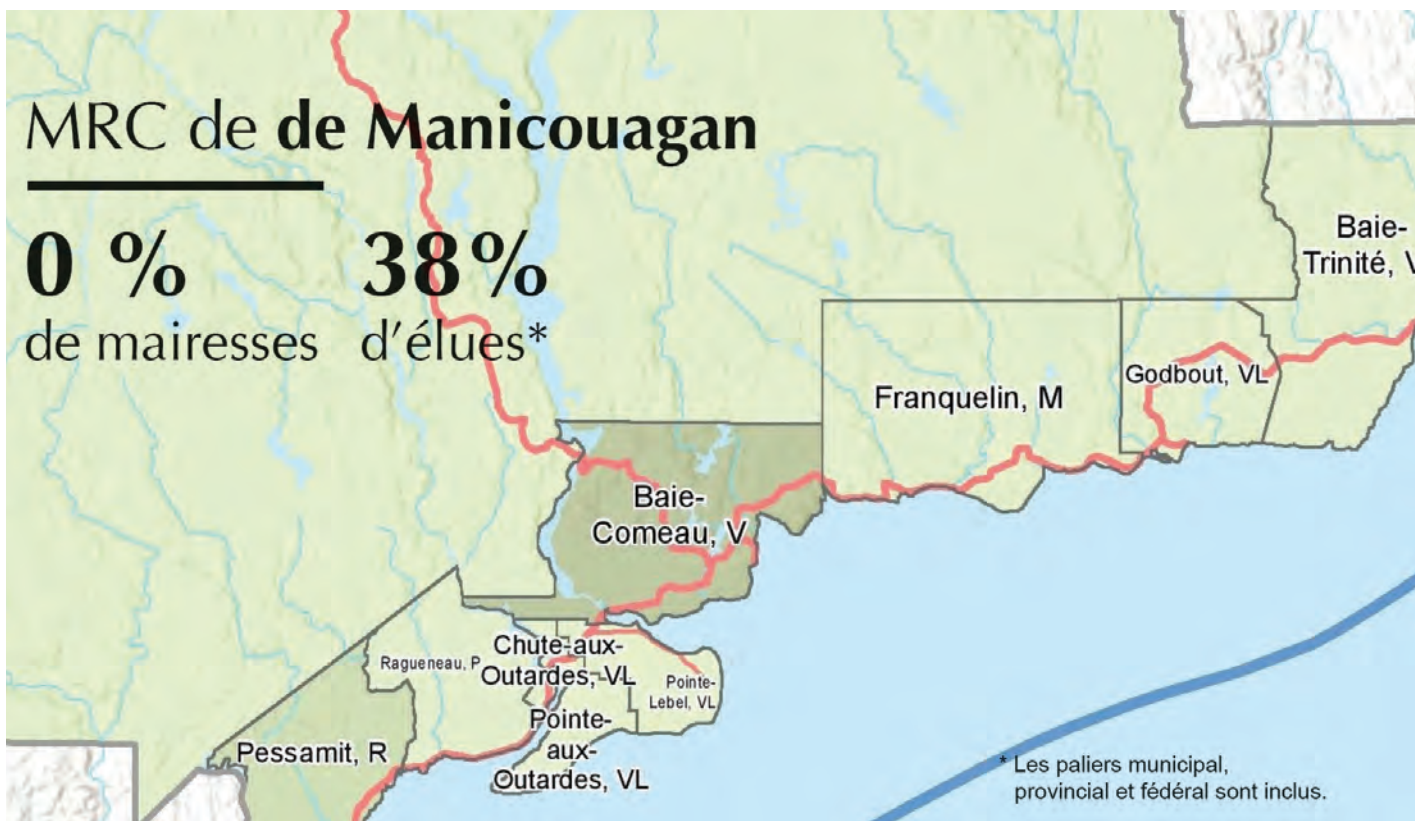 MRC de de Manicouagan
0 %
38%
de mairesses
d'élues*
Baie-
Trinité, V
Godbout, VL
Franquelin, M
Baie-
Comeau, V
Chute-aux-
Outardes, VL
Ragueneau, P
Pointe-
Lebel, VL
Pointe-
aux-
Outardes, VL
Pessamit, R
* Les paliers municipal,
provincial et fédéral sont inclus.